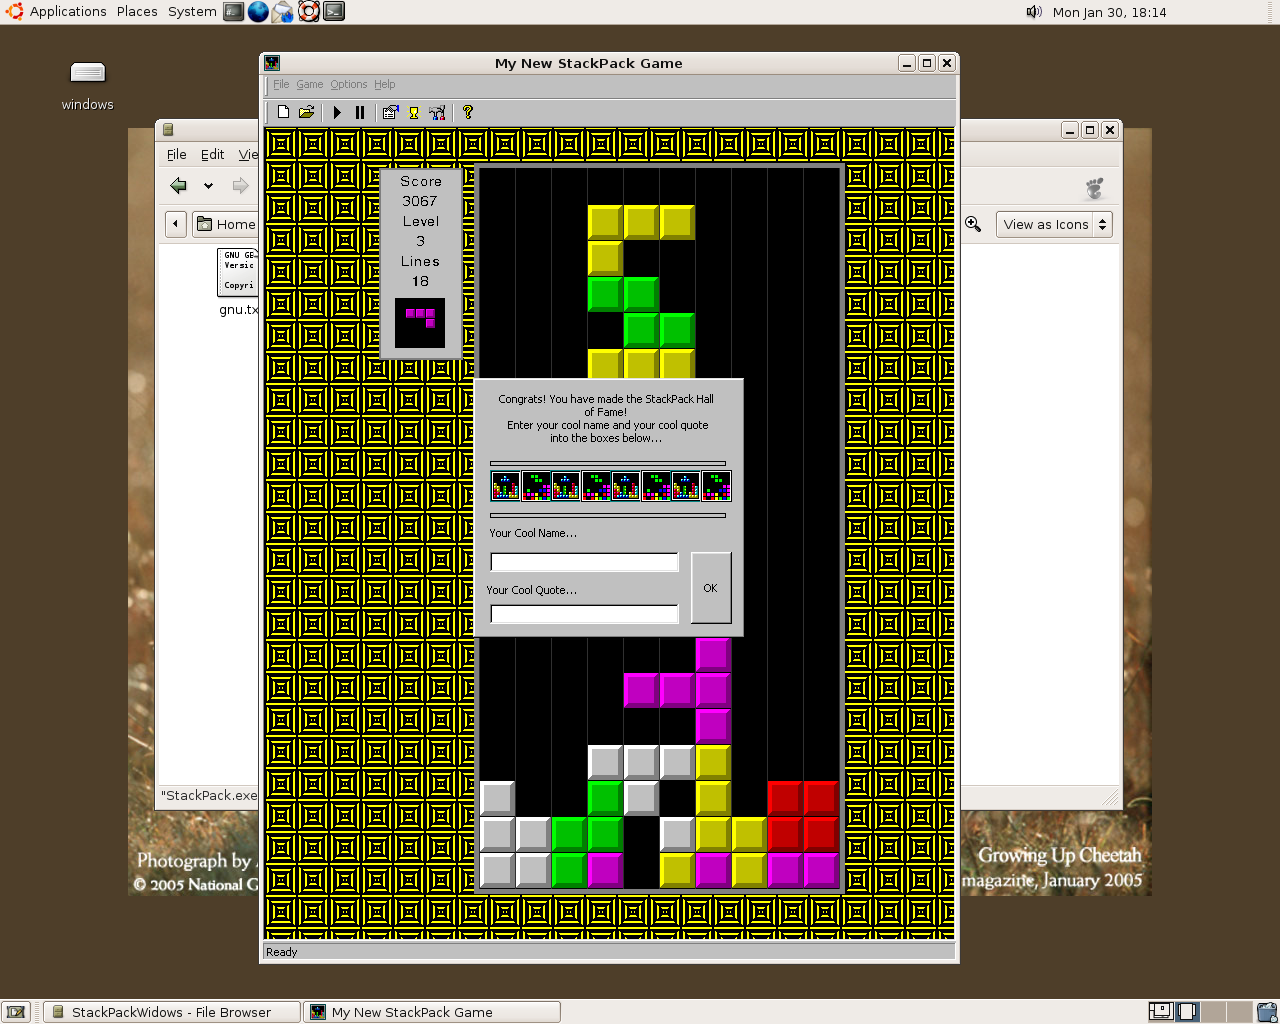 Applications Places System
Mon Jan 30, 18:14
windows
My New StackPack Game
File Game Options Help
File Edit
Home
View as Icons
GNU
Versic
Copyri
Score
3067
Level
3
Lines
18
Congrats! You have made the StackPack Hall
of Fame!
Enter your cool name and your cool quote
into the boxes below...
Your Cool Name...
Your Cool Quote...
OK
"StackPack.exe
Photograph by
© 2005 National G
Growing Up Cheetah
magazine, January 2005
Ready
StackPackWidows - File Browser
My New StackPack Game